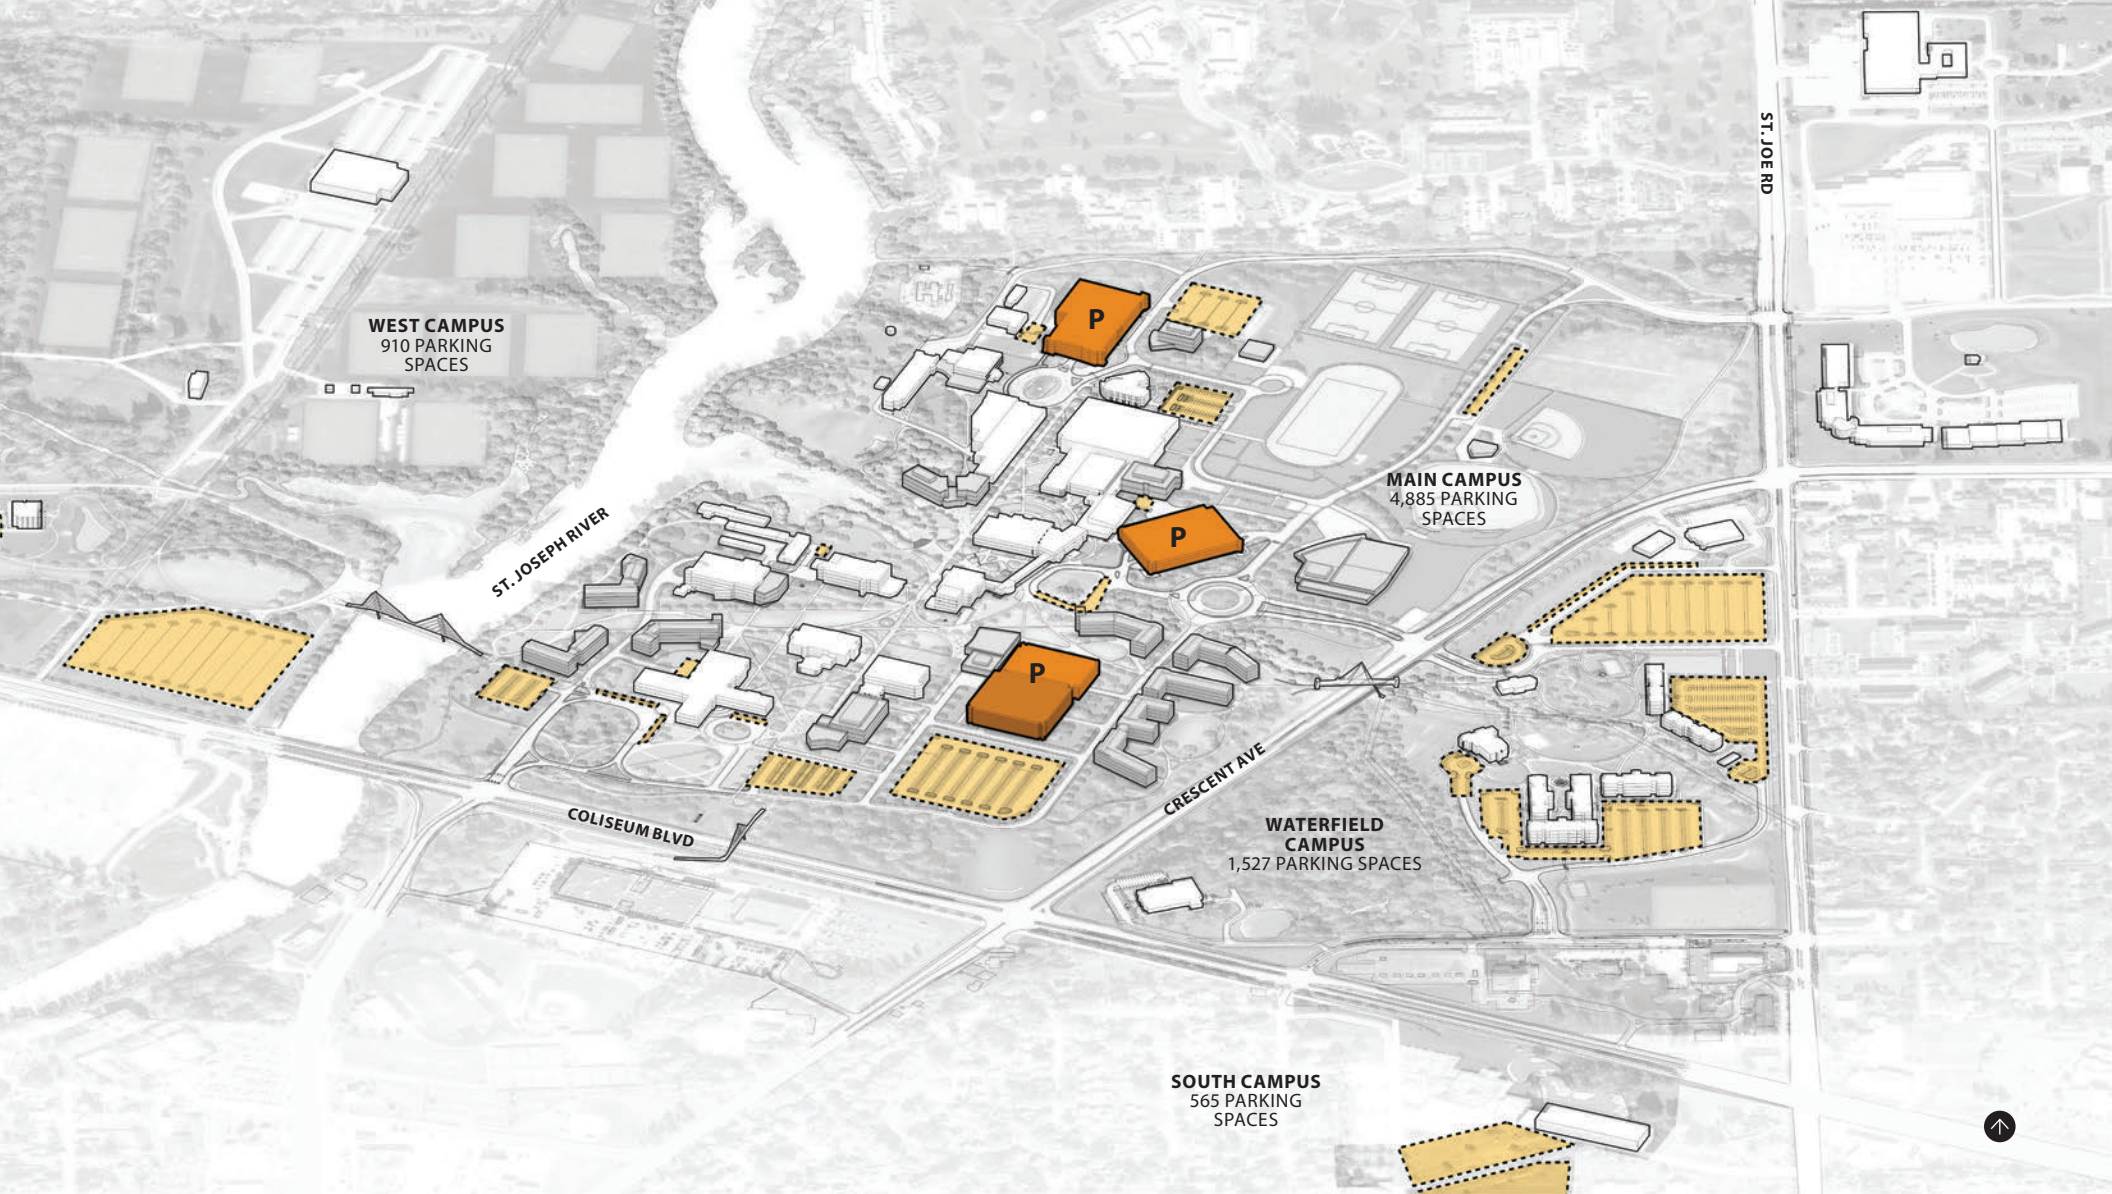 ST. JOE RD
P
WEST CAMPUS
910 PARKING
SPACES
MAIN CAMPUS
4,885 PARKING
SPACES
ST. JOSEPH RIVER
P
P
CRESCENT AVE
COLISEUM BLVD
WATERFIELD
CAMPUS
1,527 PARKING SPACES
SOUTH CAMPUS
565 PARKING
SPACES